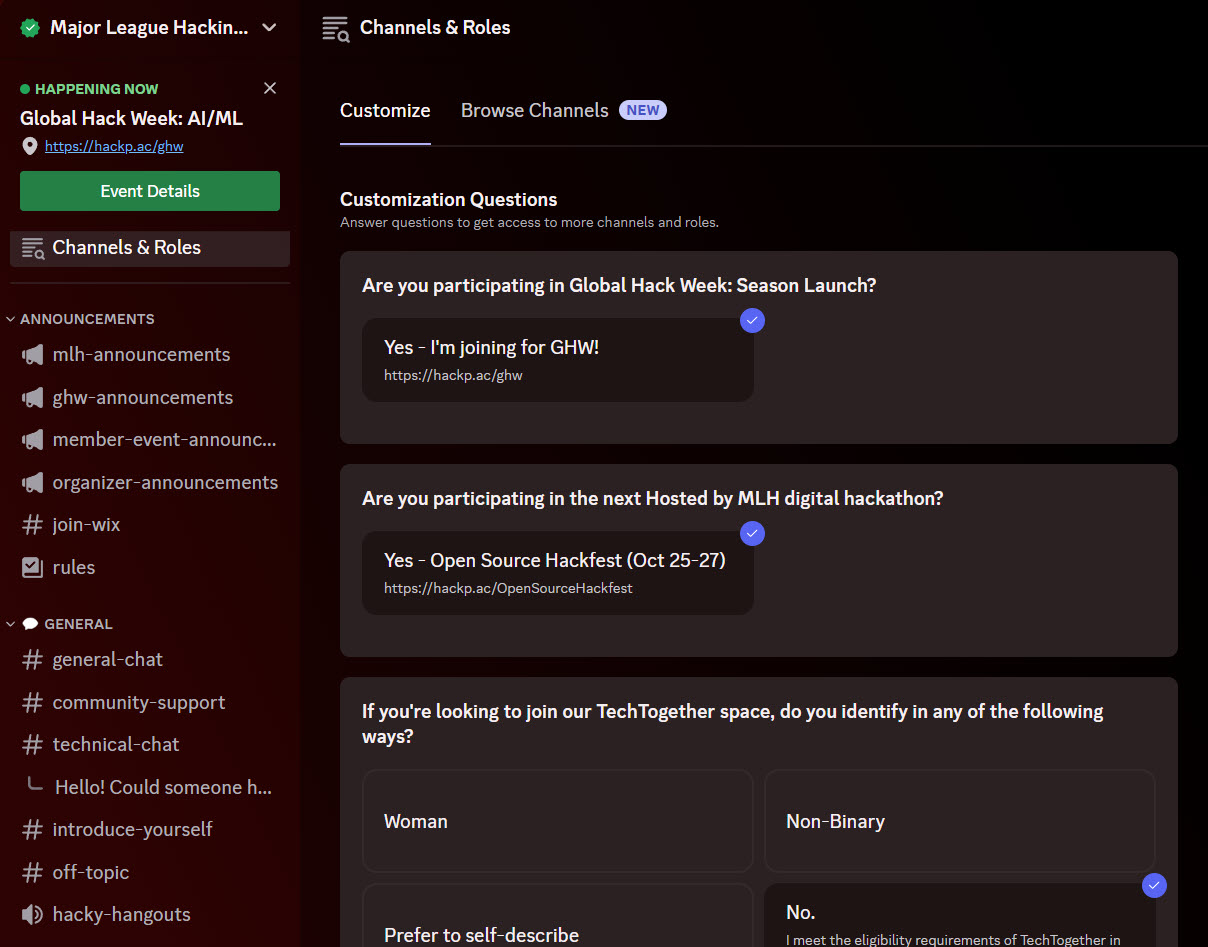 Major League Hackin...
HAPPENING NOW
Global Hack Week: AI/ML
https://hackp.ac/ghw
Event Details
Channels & Roles
ANNOUNCEMENTS
mlh-announcements
ghw-announcements
member-event-announc...
organizer-announcements
join-wix
rules
GENERAL
general-chat
community-support
technical-chat
Hello! Could someone h...
introduce-yourself
off-topic
hacky-hangouts
Channels & Roles
Customize
Browse Channels NEW
Customization Questions
Answer questions to get access to more channels and roles.
Are you participating in Global Hack Week: Season Launch?
Yes - I'm joining for GHW!
https://hackp.ac/ghw
Are you participating in the next Hosted by MLH digital hackathon?
Yes - Open Source Hackfest (Oct 25-27)
https://hackp.ac/OpenSourceHackfest
If you're looking to join our TechTogether space, do you identify in any of the following
ways?
Woman
Non-Binary
Prefer to self-describe
No.
I meet the eligibility requirements of TechTogether in